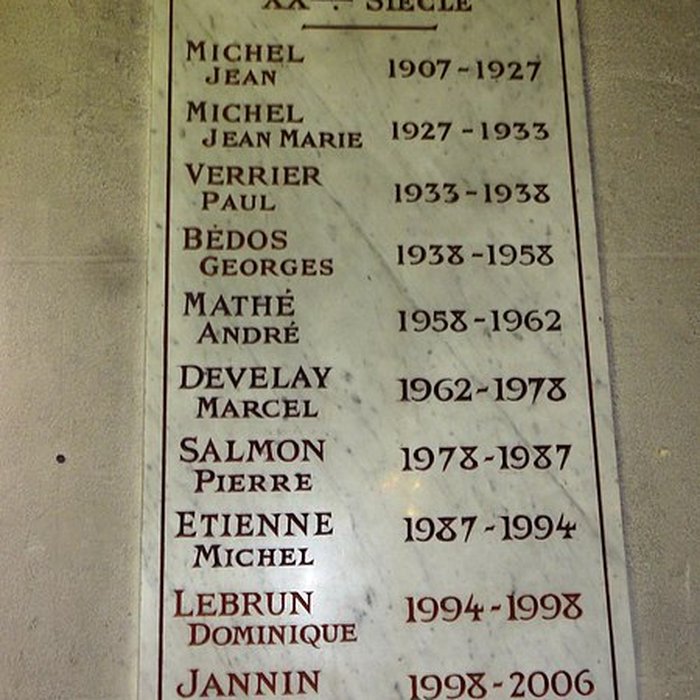 XX SIÈCLE
MICHEL
JEAN 1907-1927
MICHEL
JEAN MARIE 1927-1933
VERRIER
PAUL 1933-1938
BÉDOS
GEORGES 1938-1958
MATHÉ
ANDRÉ 1958-1962
DEVELAY
MARCEL 1962-1978
SALMON
PIERRE 1978-1987
ETIENNE
MICHEL 1987-1994
LEBRUN
DOMINIQUE 1994-1998
JANNIN 1998-2006